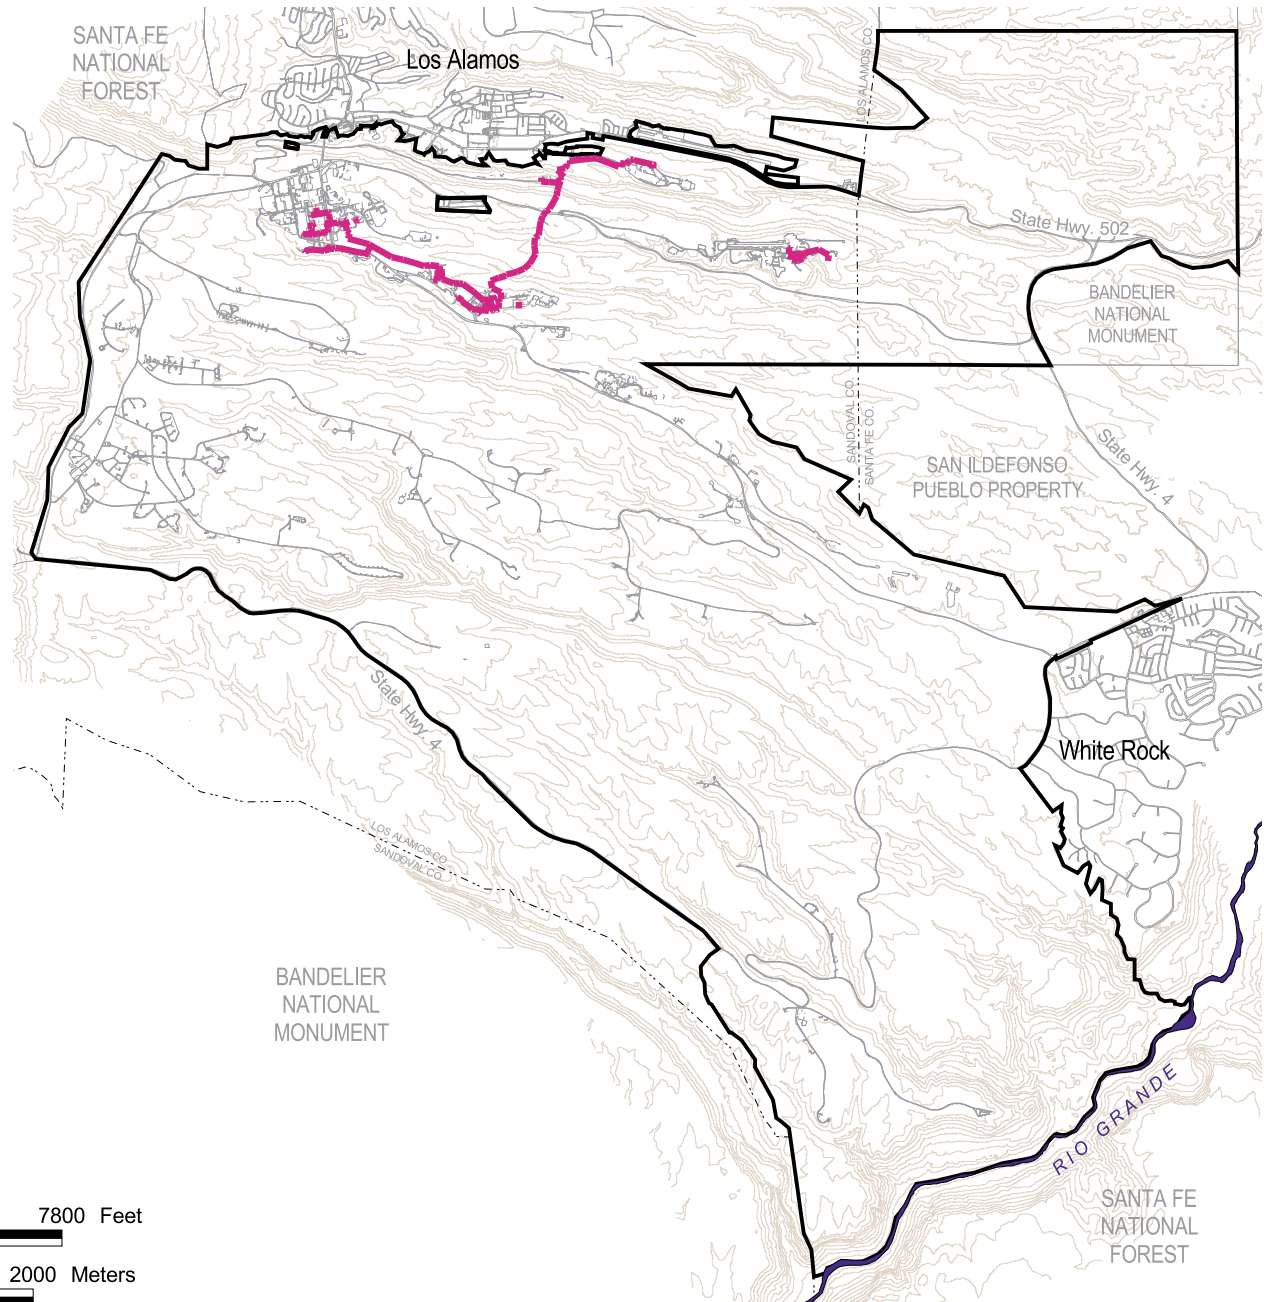 SANTA FE
NATIONAL
FOREST
Los Alamos
LOS ALAMOS CO.
State Hwy. 502
BANDELIER
NATIONAL
MONUMENT
SANDOVAL CO.
SANTA FE CO.
State Hwy. 4
SAN ILDEFONSO
PUEBLO PROPERTY
State Hwy. 4
White Rock
LOS ALAMOS CO.
SANDOVAL CO.
BANDELIER
NATIONAL
MONUMENT
RIO GRANDE
SANTA FE
NATIONAL
FOREST
7800 Feet
2000 Meters